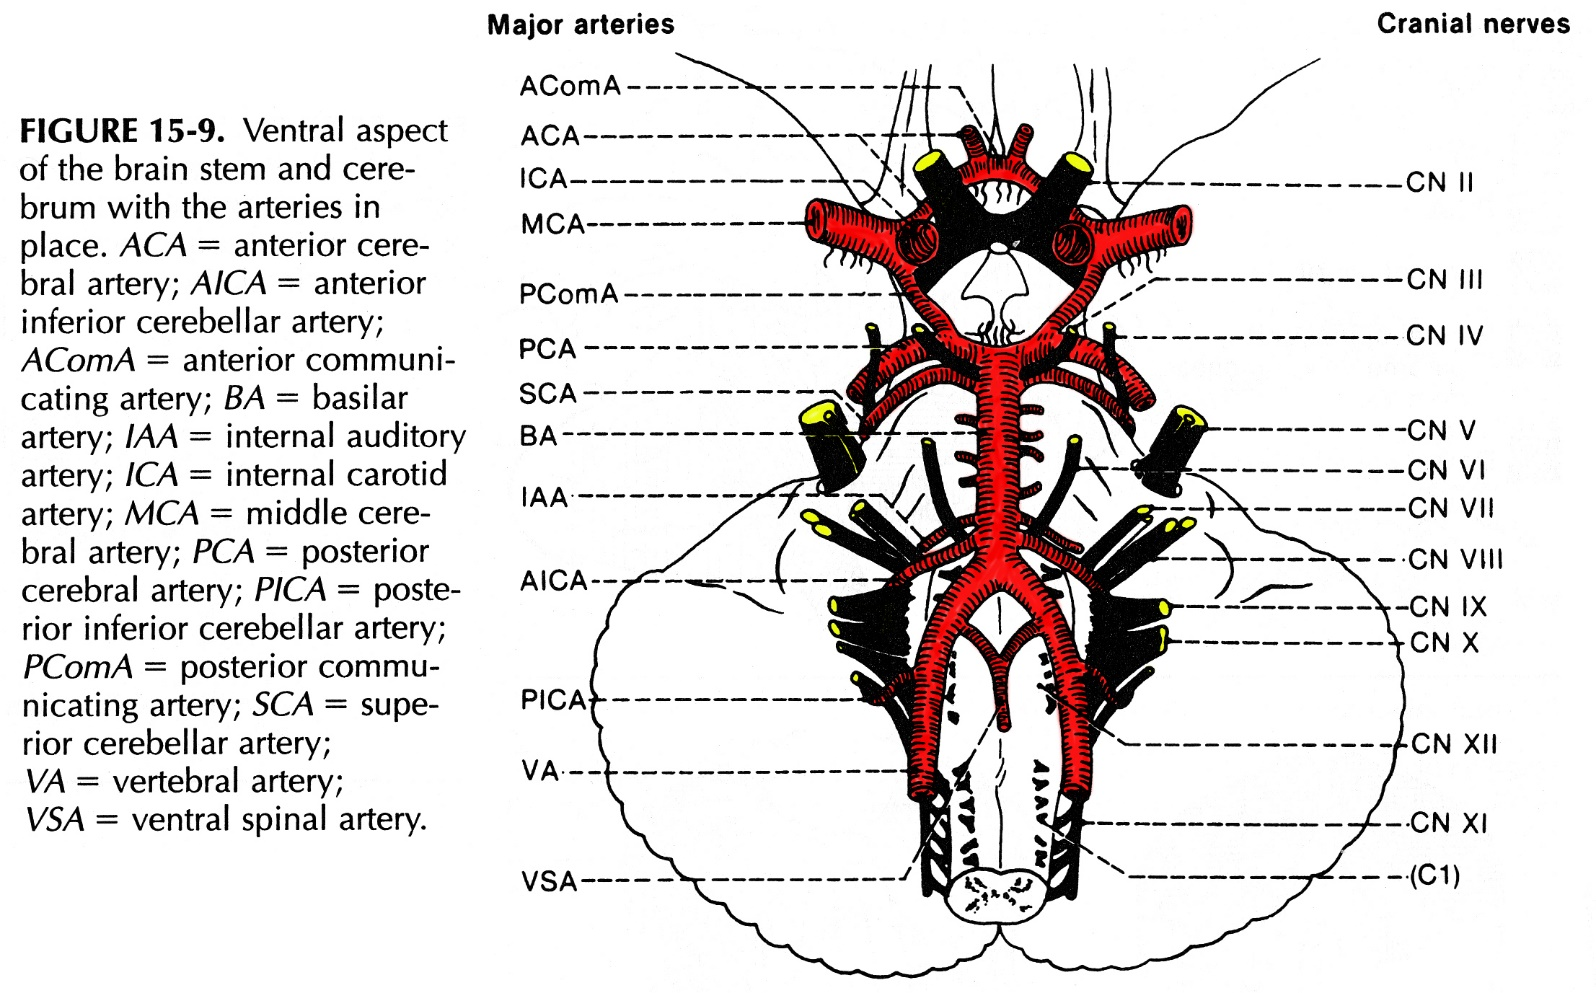 Major arteries
Cranial nerves
FIGURE 15-9. Ventral aspect
of the brain stem and cere-
brum with the arteries in
place. ACA = anterior cere-
bral artery; AICA = anterior
inferior cerebellar artery;
AComA = anterior communi-
cating artery; BA = basilar
artery; IAA = internal auditory
artery; ICA = internal carotid
artery; MCA = middle cere-
bral artery; PCA = posterior
cerebral artery; PICA = poste-
rior inferior cerebellar artery;
PComA = posterior commu-
nicating artery; SCA = supe-
rior cerebellar artery;
VA = vertebral artery;
VSA = ventral spinal artery.
AComA
ACA
ICA
MCA
PComA
PCA
SCA
BA
IAA
AICA
PICA
VA
VSA
CN II
CN III
CN IV
CN V
CN VI
CN VII
CN VIII
CN IX
CN X
CN XII
CN XI
(C1)